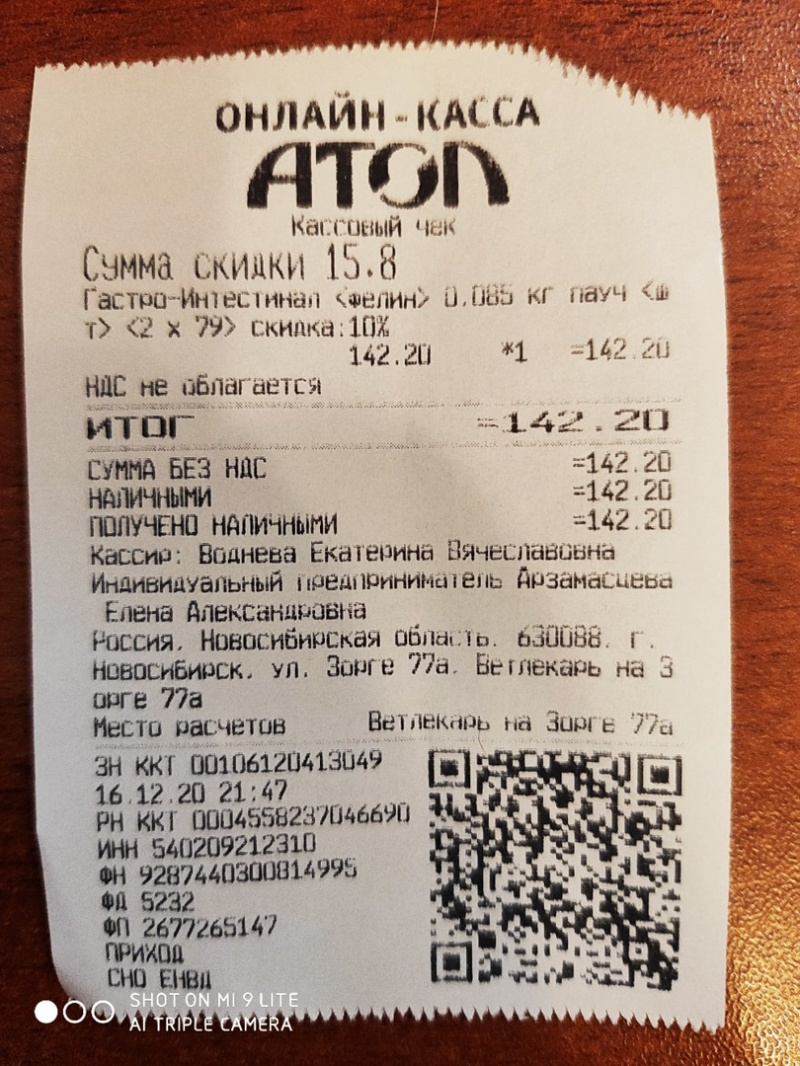 ОНЛАЙН-КАССА
АТОЛ
Кассовый чек
Сумма скидки 15.8
Гастро-Интестинал <фелин> 0.085 кг пауч <ш
т> <2 x 79> скидка:10%
142.20 *1 =142.20
НДС не облагается
ИТОГ =142.20
СУММА БЕЗ НДС =142.20
НАЛИЧНЫМИ =142.20
ПОЛУЧЕНО НАЛИЧНЫМИ =142.20
Кассир: Воднева Екатерина Вячеславовна
Индивидуальный предприниматель Арзамасцева
Елена Александровна
Россия, Новосибирская область, 630088, г.
Новосибирск, ул. Зорге 77а, Ветлекарь на З
орге 77а
Место расчетов Ветлекарь на Зорге 77а
ЗН ККТ 00106120413049
16.12.20 21:47
РН ККТ 0004558237046690
ИНН 540209212310
ФН 9287440300814995
ФД 5232
ФП 2677265147
ПРИХОД
СНО ЕНВД
SHOT ON MI 9 LITE
AI TRIPLE CAMERA